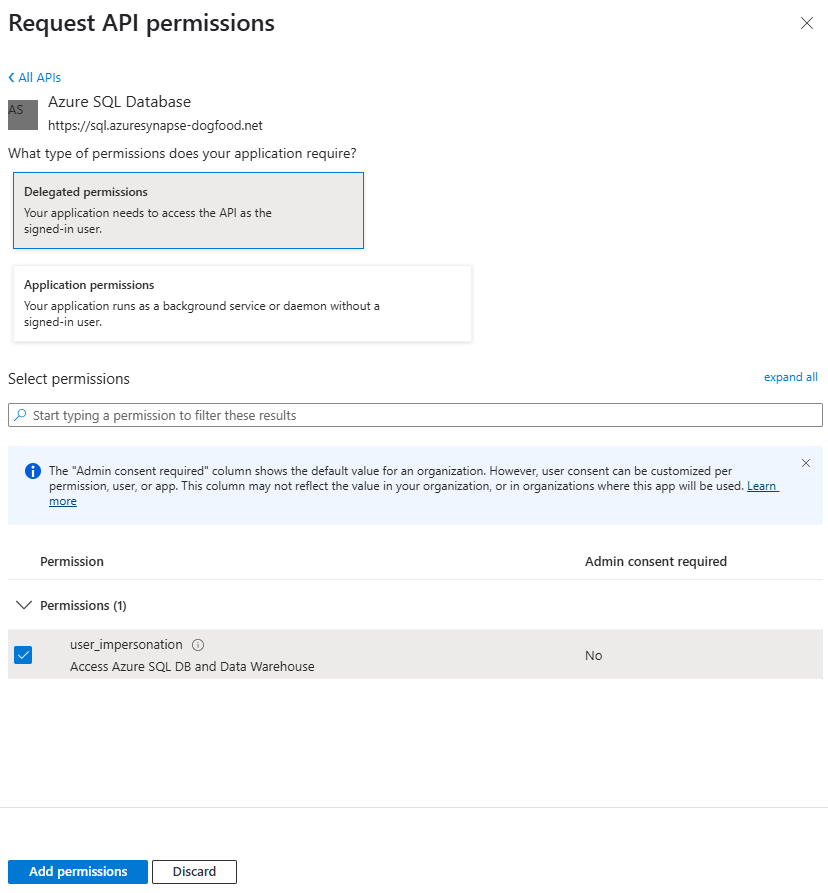 Request API permissions
All APIs
AS
Azure SQL Database
https://sql.azuresynapse-dogfood.net
What type of permissions does your application require?
Delegated permissions
Your application needs to access the API as the
signed-in user.
Application permissions
Your application runs as a background service or daemon without a
signed-in user.
Select permissions
expand all
Start typing a permission to filter these results
The "Admin consent required" column shows the default value for an organization. However, user consent can be customized per
permission, user, or app. This column may not reflect the value in your organization, or in organizations where this app will be used. Learn
more
Permission
Admin consent required
Permissions (1)
user_impersonation
Access Azure SQL DB and Data Warehouse
No
Add permissions
Discard